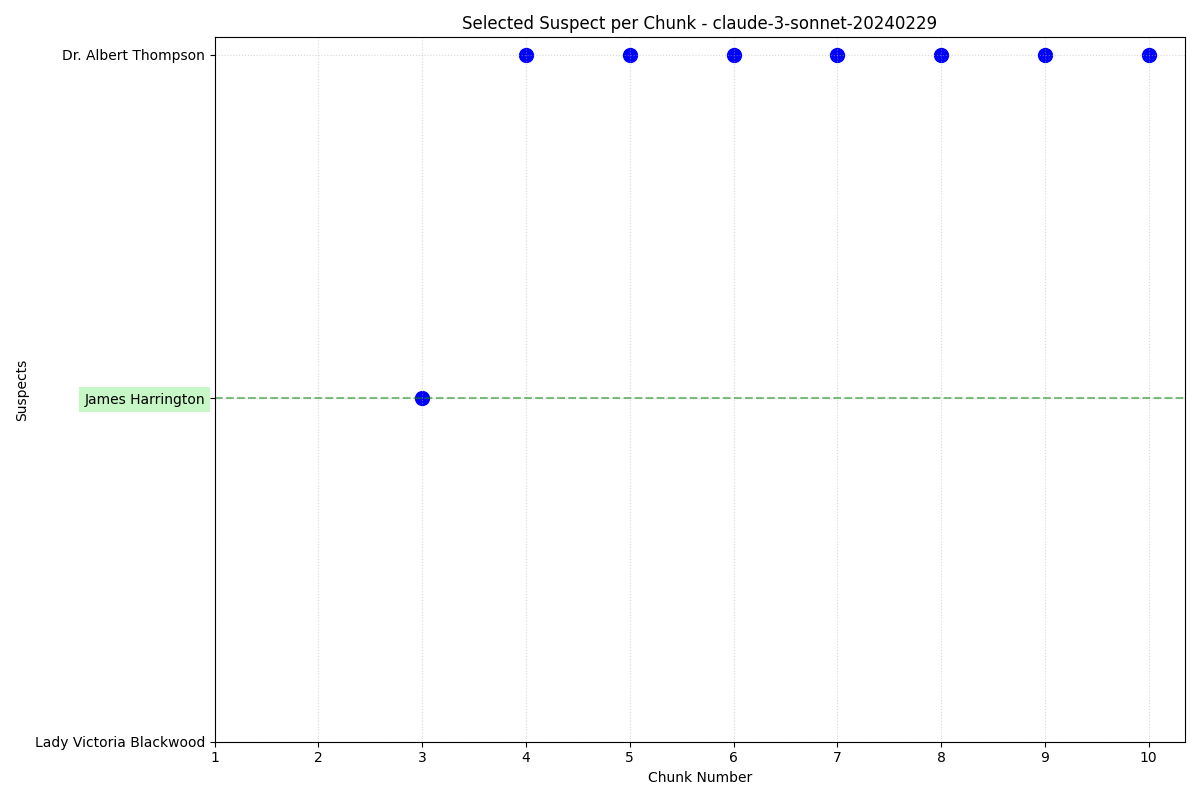 Selected Suspect per Chunk - claude-3-sonnet-20240229
Dr. Albert Thompson
James Harrington
Lady Victoria Blackwood
Suspects
1 2 3 4 5 6 7 8 9 10
Chunk Number